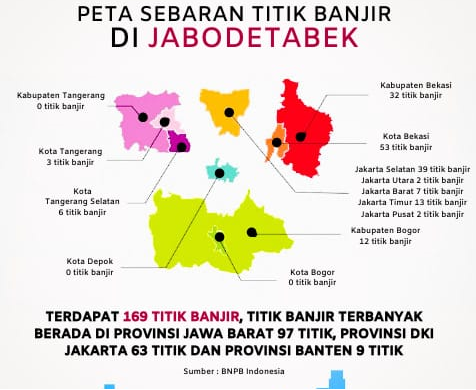 PETA SEBARAN TITIK BANJIR
DI JABODETABEK
Kabupaten Tangerang
0 titik banjir
Kabupaten Bekasi
32 titik banjir
Kota Bekasi
53 titik banjir
Kota Tangerang
3 titik banjir
Jakarta Selatan 39 titik banjir
Jakarta Utara 2 titik banjir
Jakarta Barat 7 titik banjir
Jakarta Timur 13 titik banjir
Jakarta Pusat 2 titik banjir
Kota
Tangerang Selatan
6 titik banjir
Kabupaten Bogor
12 titik banjir
Kota Depok
0 titik banjir
Kota Bogor
0 titik banjir
TERDAPAT 169 TITIK BANJIR, TITIK BANJIR TERBANYAK
BERADA DI PROVINSI JAWA BARAT 97 TITIK, PROVINSI DKI
JAKARTA 63 TITIK DAN PROVINSI BANTEN 9 TITIK
Sumber : BNPB Indonesia